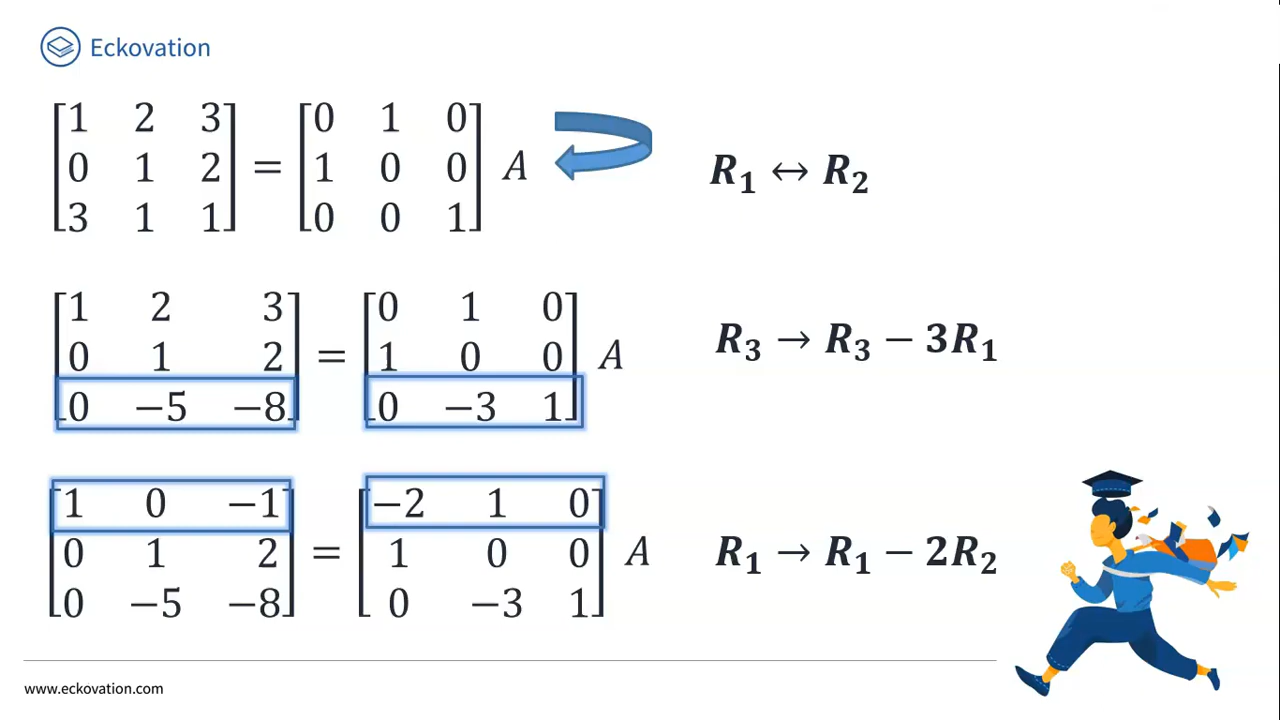 Eckovation
[1 2 3] [0 1 0]
[0 1 2] = [1 0 0] A R₁ ↔ R₂
[3 1 1] [0 0 1]
[1 2 3] [0 1 0]
[0 1 2] = [1 0 0] A R₃ → R₃ − 3R₁
[0 −5 −8] [0 −3 1]
[1 0 −1] [−2 1 0]
[0 1 2] = [1 0 0] A R₁ → R₁ − 2R₂
[0 −5 −8] [0 −3 1]
www.eckovation.com